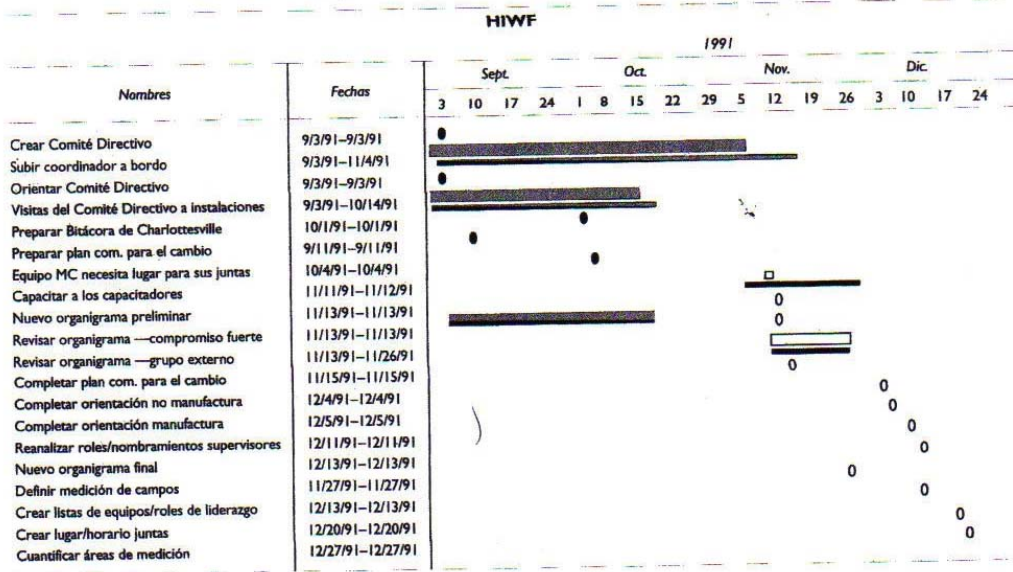 HIWF
1991
Sept. Oct. Nov. Dic.
Nombres Fechas 3 10 17 24 1 8 15 22 29 5 12 19 26 3 10 17 24
Crear Comité Directivo 9/3/91–9/3/91
Subir coordinador a bordo 9/3/91–11/4/91
Orientar Comité Directivo 9/3/91–9/3/91
Visitas del Comité Directivo a instalaciones 9/3/91–10/14/91
Preparar Bitácora de Charlottesville 10/1/91–10/1/91
Preparar plan com. para el cambio 9/11/91–9/11/91
Equipo MC necesita lugar para sus juntas 10/4/91–10/4/91
Capacitar a los capacitadores 11/11/91–11/12/91
Nuevo organigrama preliminar 11/13/91–11/13/91
Revisar organigrama —compromiso fuerte 11/13/91–11/13/91
Revisar organigrama —grupo externo 11/13/91–11/26/91
Completar plan com. para el cambio 11/15/91–11/15/91
Completar orientación no manufactura 12/4/91–12/4/91
Completar orientación manufactura 12/5/91–12/5/91
Reanalizar roles/nombramientos supervisores 12/11/91–12/11/91
Nuevo organigrama final 12/13/91–12/13/91
Definir medición de campos 11/27/91–11/27/91
Crear listas de equipos/roles de liderazgo 12/13/91–12/13/91
Crear lugar/horario juntas 12/20/91–12/20/91
Cuantificar áreas de medición 12/27/91–12/27/91